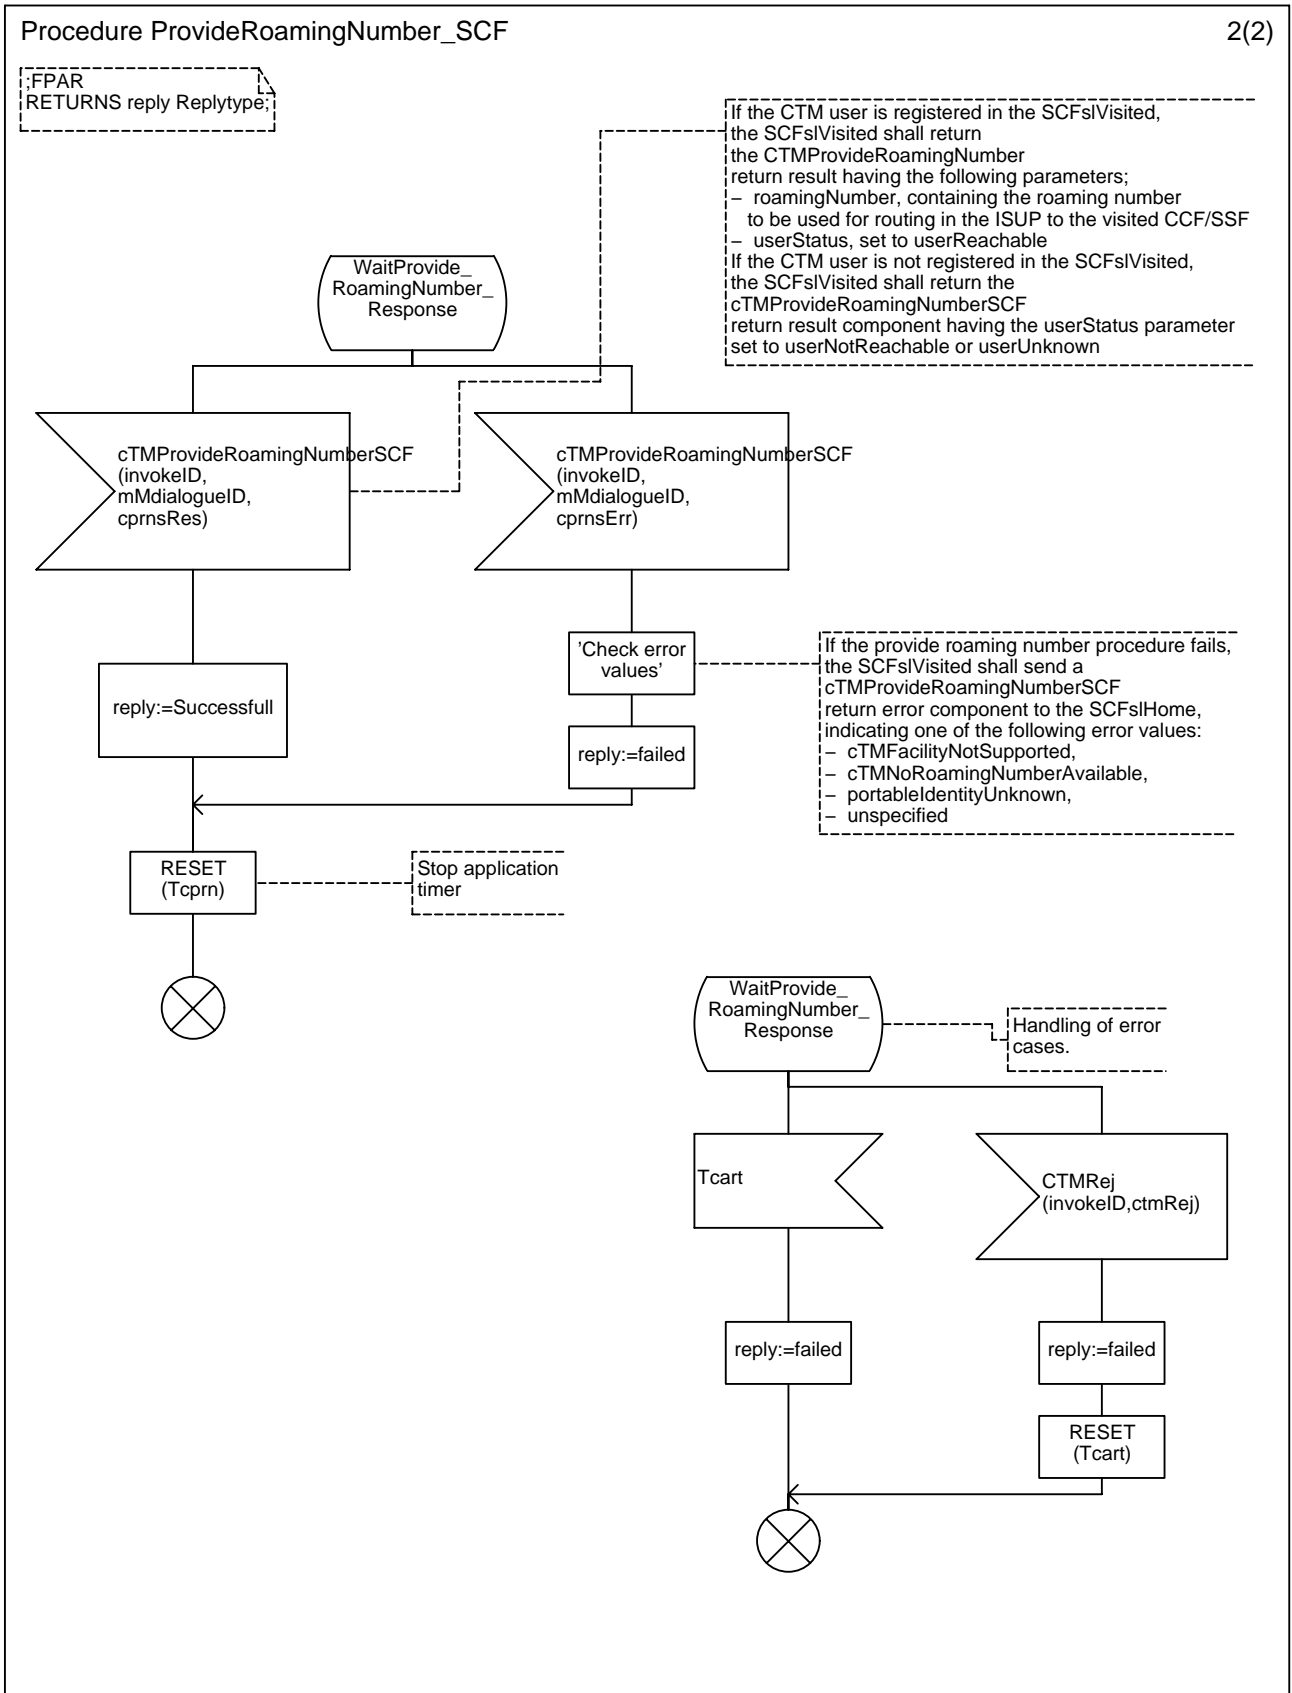 Procedure ProvideRoamingNumber_SCF
2(2)
;FPAR
RETURNS reply Replytype;
If the CTM user is registered in the SCFslVisited,
the SCFslVisited shall return
the CTMProvideRoamingNumber
return result having the following parameters;
– roamingNumber, containing the roaming number
to be used for routing in the ISUP to the visited CCF/SSF
– userStatus, set to userReachable
If the CTM user is not registered in the SCFslVisited,
the SCFslVisited shall return the
cTMProvideRoamingNumberSCF
return result component having the userStatus parameter
set to userNotReachable or userUnknown
WaitProvide_
RoamingNumber_
Response
cTMProvideRoamingNumberSCF
(invokeID,
mMdialogueID,
cprnsRes)
cTMProvideRoamingNumberSCF
(invokeID,
mMdialogueID,
cprnsErr)
reply:=Successfull
'Check error
values'
If the provide roaming number procedure fails,
the SCFslVisited shall send a
cTMProvideRoamingNumberSCF
return error component to the SCFslHome,
indicating one of the following error values:
– cTMFacilityNotSupported,
– cTMNoRoamingNumberAvailable,
– portableIdentityUnknown,
– unspecified
reply:=failed
RESET
(Tcprn)
Stop application
timer
WaitProvide_
RoamingNumber_
Response
Handling of error
cases.
Tcart
CTMRej
(invokeID,ctmRej)
reply:=failed
reply:=failed
RESET
(Tcart)